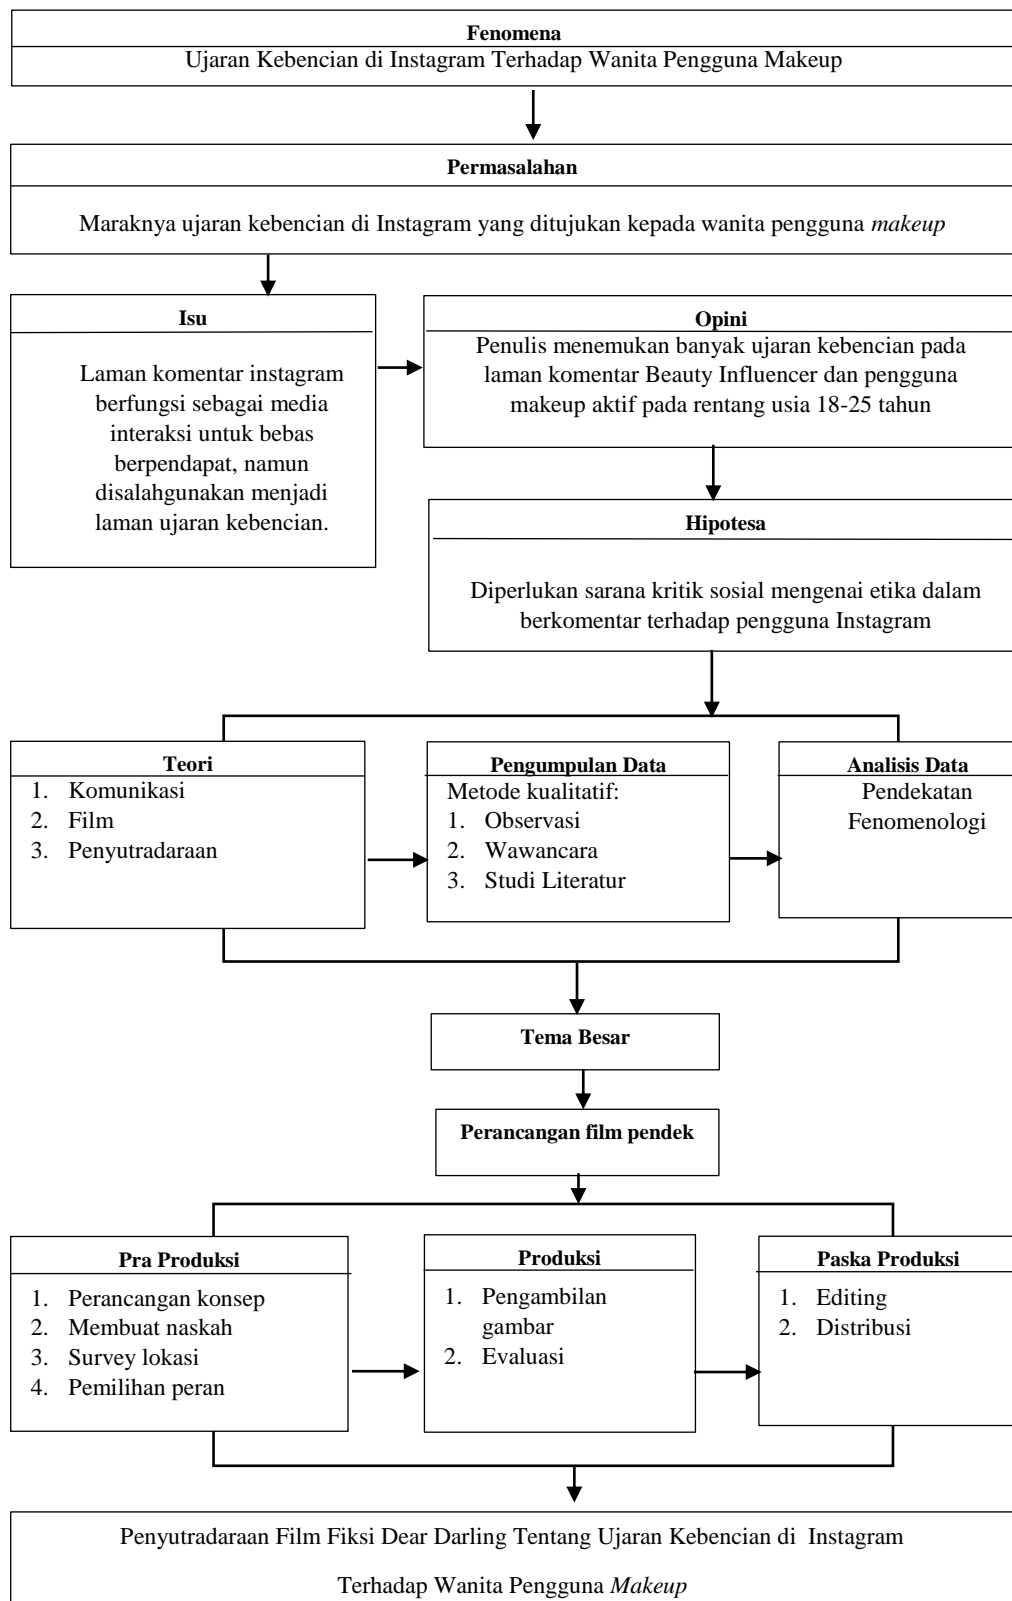 Fenomena
Ujaran Kebencian di Instagram Terhadap Wanita Pengguna Makeup
Permasalahan
Maraknya ujaran kebencian di Instagram yang ditujukan kepada wanita pengguna makeup
Isu
Laman komentar instagram
berfungsi sebagai media
interaksi untuk bebas
berpendapat, namun
disalahgunakan menjadi
laman ujaran kebencian.
Opini
Penulis menemukan banyak ujaran kebencian pada
laman komentar Beauty Influencer dan pengguna
makeup aktif pada rentang usia 18-25 tahun
Hipotesa
Diperlukan sarana kritik sosial mengenai etika dalam
berkomentar terhadap pengguna Instagram
Teori
1. Komunikasi
2. Film
3. Penyutradaraan
Pengumpulan Data
Metode kualitatif:
1. Observasi
2. Wawancara
3. Studi Literatur
Analisis Data
Pendekatan
Fenomenologi
Tema Besar
Perancangan film pendek
Pra Produksi
1. Perancangan konsep
2. Membuat naskah
3. Survey lokasi
4. Pemilihan peran
Produksi
1. Pengambilan
gambar
2. Evaluasi
Paska Produksi
1. Editing
2. Distribusi
Penyutradaraan Film Fiksi Dear Darling Tentang Ujaran Kebencian di Instagram
Terhadap Wanita Pengguna Makeup